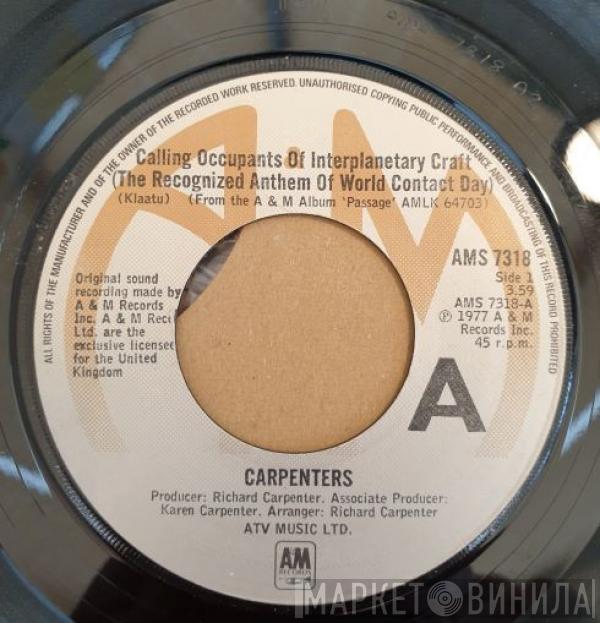 ALL RIGHTS OF THE MANUFACTURER AND OF THE OWNER OF THE RECORDED WORK RESERVED. UNAUTHORISED COPYING PUBLIC PERFORMANCE AND BROADCASTING OF THIS RECORD PROHIBITED
A·M
Calling Occupants Of Interplanetary Craft
(The Recognized Anthem Of World Contact Day)
(Klaatu) (From the A & M Album 'Passage' AMLK 64703)
Original sound
recording made by
A & M Records
Inc. A & M Rec
Ltd. are the
exclusive license
for the United
Kingdom
AMS 7318
Side 1
3.59
AMS 7318-A
℗ 1977 A & M
Records Inc.
45 r.p.m.
A
CARPENTERS
Producer: Richard Carpenter. Associate Producer:
Karen Carpenter. Arranger: Richard Carpenter
ATV MUSIC LTD.
AM
RECORDS
МАРКЕТ ВИНИЛА